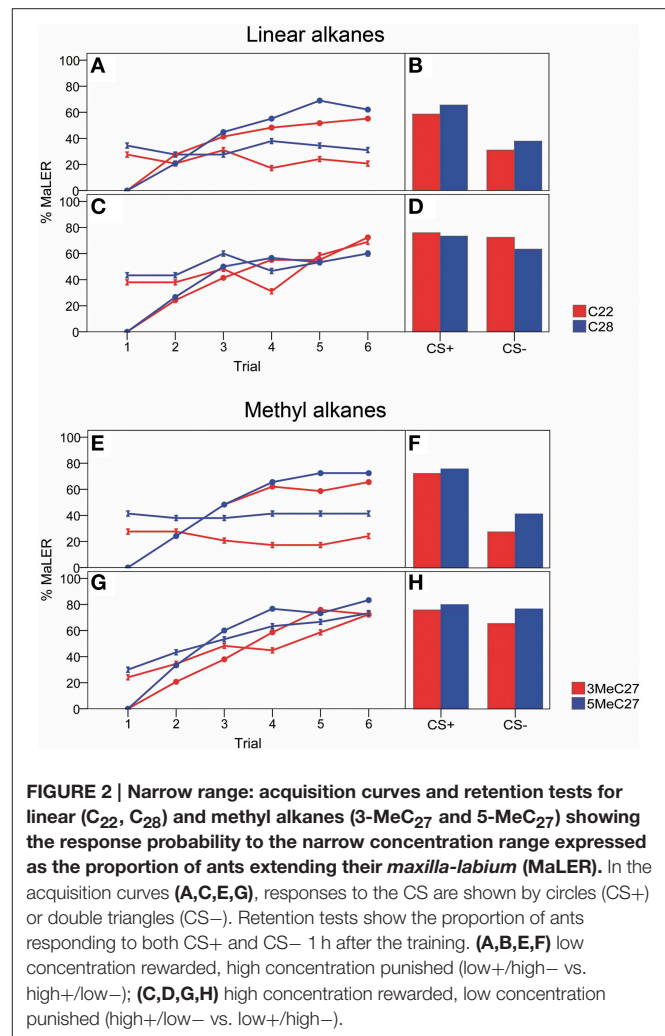 Linear alkanes
A
B
100
80
60
40
20
0
C
D
100
80
60
40
20
0
% MaLER
1 2 3 4 5 6
Trial
CS+ CS-
C22
C28
Methyl alkanes
E
F
100
80
60
40
20
0
G
H
100
80
60
40
20
0
% MaLER
1 2 3 4 5 6
Trial
CS+ CS-
3MeC27
5MeC27
FIGURE 2 | Narrow range: acquisition curves and retention tests for
linear (C22, C28) and methyl alkanes (3-MeC27 and 5-MeC27) showing
the response probability to the narrow concentration range expressed
as the proportion of ants extending their maxilla-labium (MaLER). In the
acquisition curves (A,C,E,G), responses to the CS are shown by circles (CS+)
or double triangles (CS−). Retention tests show the proportion of ants
responding to both CS+ and CS− 1 h after the training. (A,B,E,F) low
concentration rewarded, high concentration punished (low+/high− vs.
high+/low−); (C,D,G,H) high concentration rewarded, low concentration
punished (high+/low− vs. low+/high−).